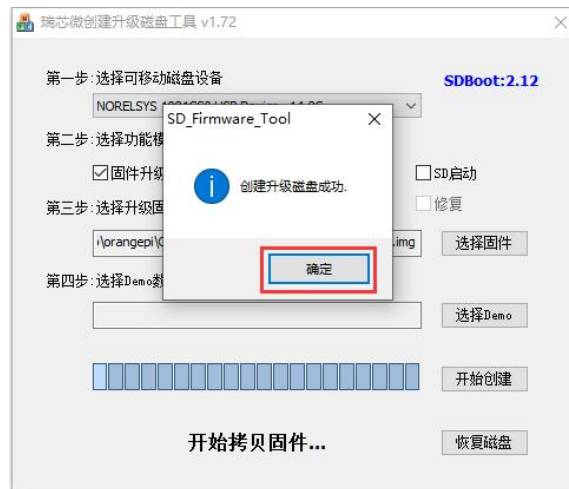 瑞芯微创建升级磁盘工具 v1.72
第一步:选择可移动磁盘设备
SDBoot:2.12
NORELSYS
SD_Firmware_Tool
第二步:选择功能模
固件升级
SD启动
创建升级磁盘成功.
修复
第三步:选择升级固
\orangepi\
.img
选择固件
确定
第四步:选择Demo数
选择Demo
开始创建
开始拷贝固件...
恢复磁盘